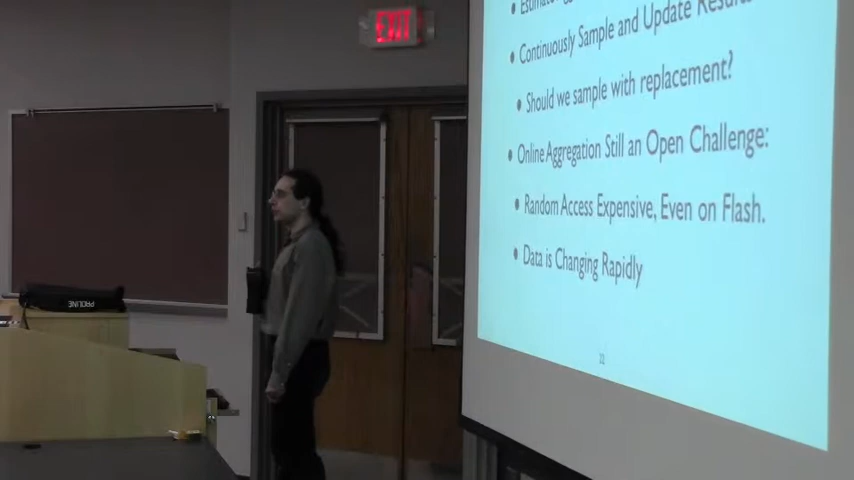 EXIT
Continuously Sample and Update Results
Should we sample with replacement?
Online Aggregation Still an Open Challenge:
Random Access Expensive, Even on Flash.
Data is Changing Rapidly
PROLINE